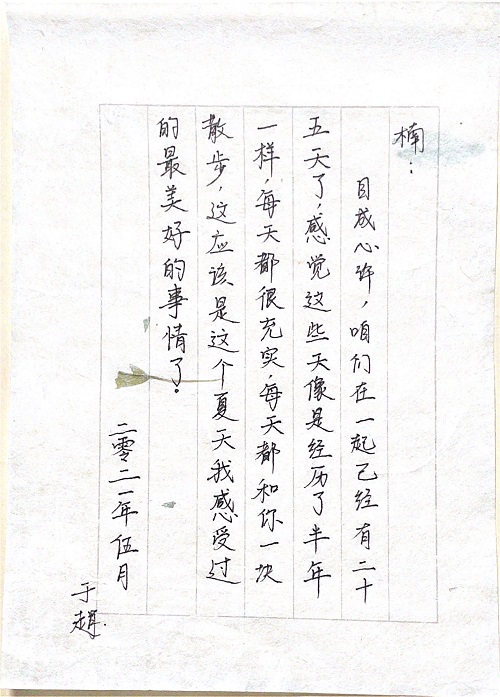 楠：
目成心许，咱们在一起已经有二十
五天了，感觉这些天像是经历了半年
一样，每天都很充实，每天都和你一块
散步，这应该是这个夏天我感受过
的最美好的事情了。
二零二一年伍月
于赵.